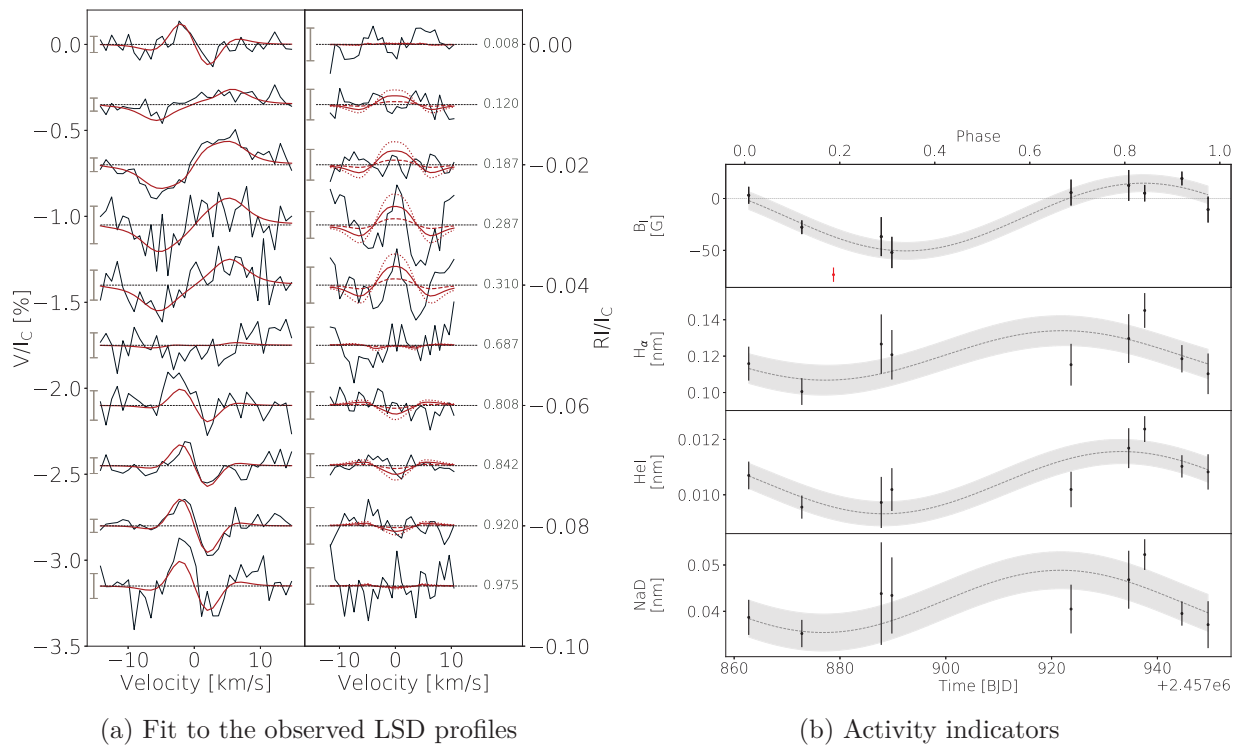 0.0
−0.5
−1.0
−1.5
−2.0
−2.5
−3.0
−3.5
V/I_C [%]
−10 0 10
Velocity [km/s]
0.008
0.120
0.187
0.287
0.310
0.687
0.808
0.842
0.920
0.975
−10 0 10
Velocity [km/s]
0.00
−0.02
−0.04
−0.06
−0.08
−0.10
RI/I_C
(a) Fit to the observed LSD profiles
Phase
0.0 0.2 0.4 0.6 0.8 1.0
B_l
[G]
0
−50
H_α
[nm]
0.14
0.12
0.10
HeI
[nm]
0.012
0.010
NaD
[nm]
0.05
0.04
860 880 900 920 940
Time [BJD]
+2.457e6
(b) Activity indicators